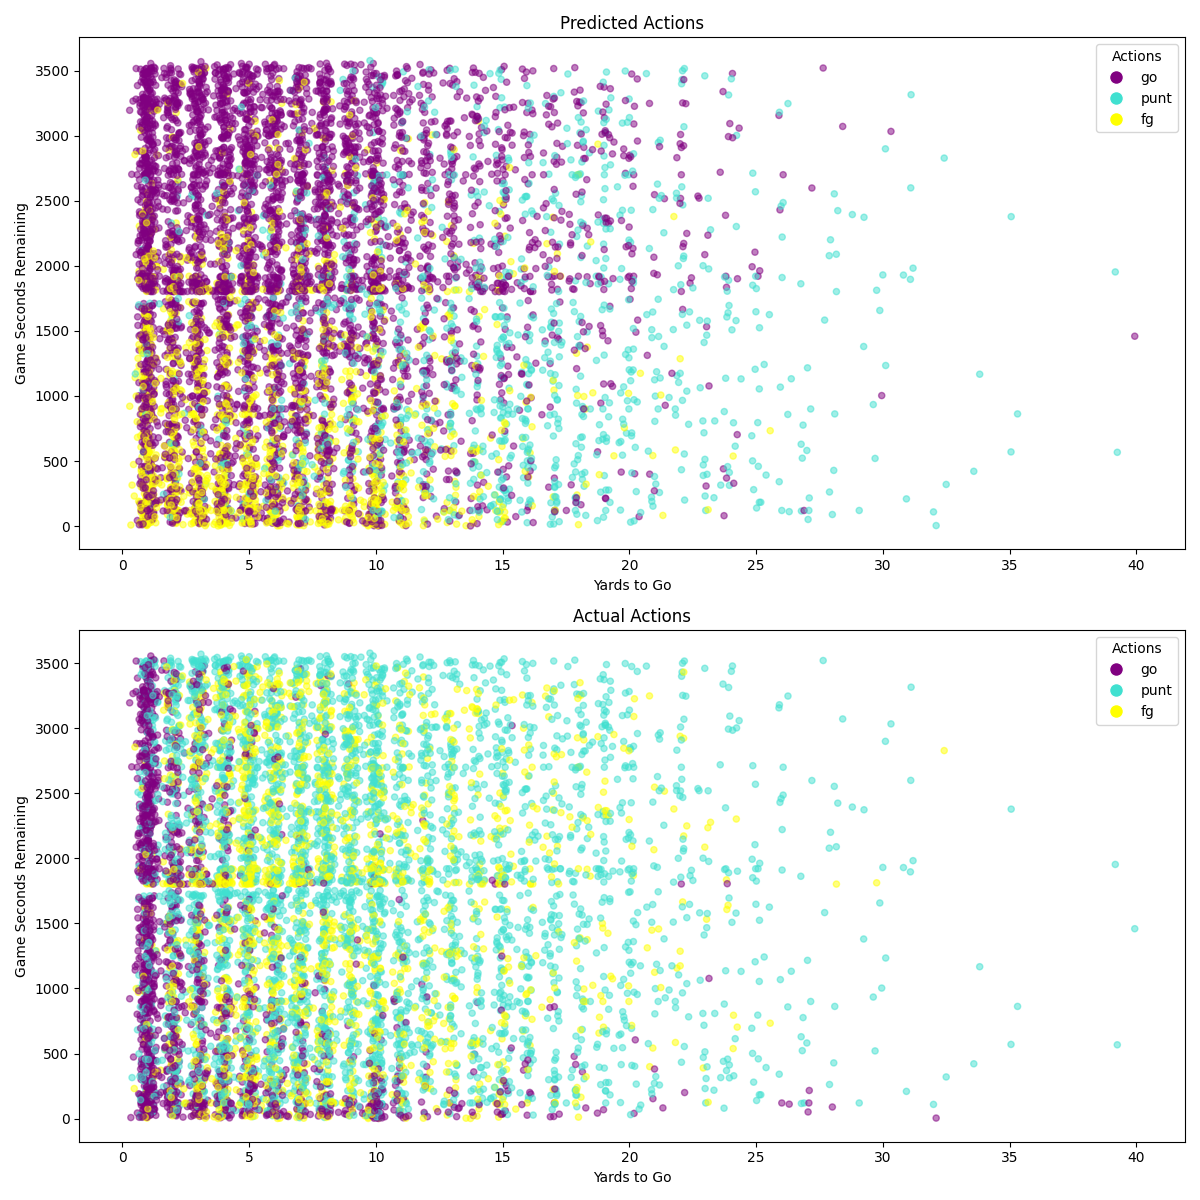 Predicted Actions
Game Seconds Remaining
3500
3000
2500
2000
1500
1000
500
0
0 5 10 15 20 25 30 35 40
Yards to Go
Actions
go
punt
fg
Actual Actions
Game Seconds Remaining
3500
3000
2500
2000
1500
1000
500
0
0 5 10 15 20 25 30 35 40
Yards to Go
Actions
go
punt
fg